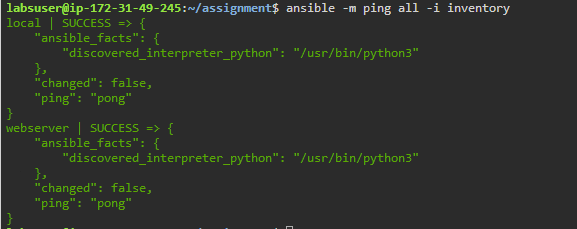 labsuser@ip-172-31-49-245:~/assignment$ ansible -m ping all -i inventory
local | SUCCESS => {
    "ansible_facts": {
        "discovered_interpreter_python": "/usr/bin/python3"
    },
    "changed": false,
    "ping": "pong"
}
webserver | SUCCESS => {
    "ansible_facts": {
        "discovered_interpreter_python": "/usr/bin/python3"
    },
    "changed": false,
    "ping": "pong"
}